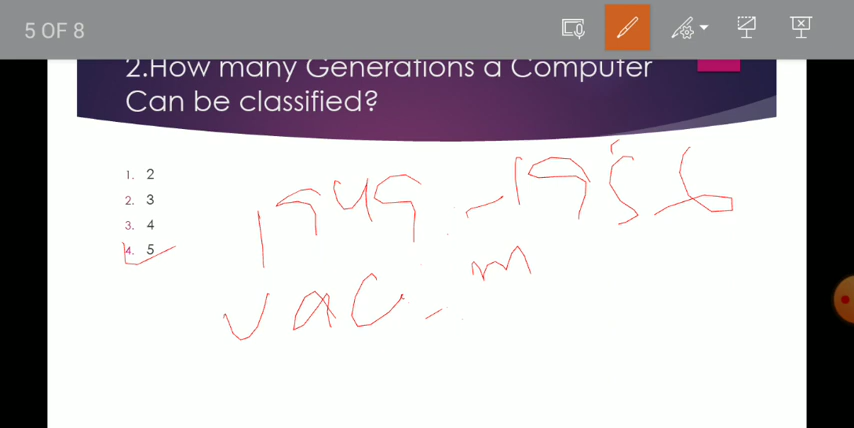 5 OF 8
2.How many Generations a Computer
Can be classified?
1. 2
2. 3
3. 4
4. 5
1949 - 1956
vac